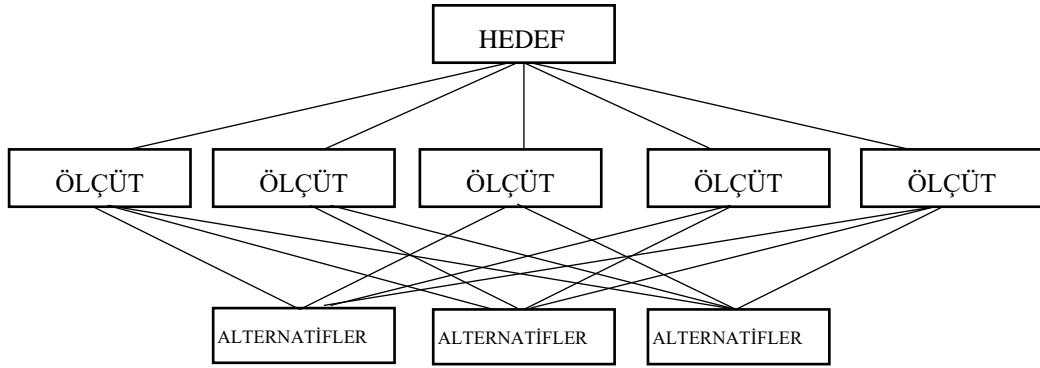 HEDEF
ÖLÇÜT ÖLÇÜT ÖLÇÜT ÖLÇÜT ÖLÇÜT
ALTERNATİFLER ALTERNATİFLER ALTERNATİFLER